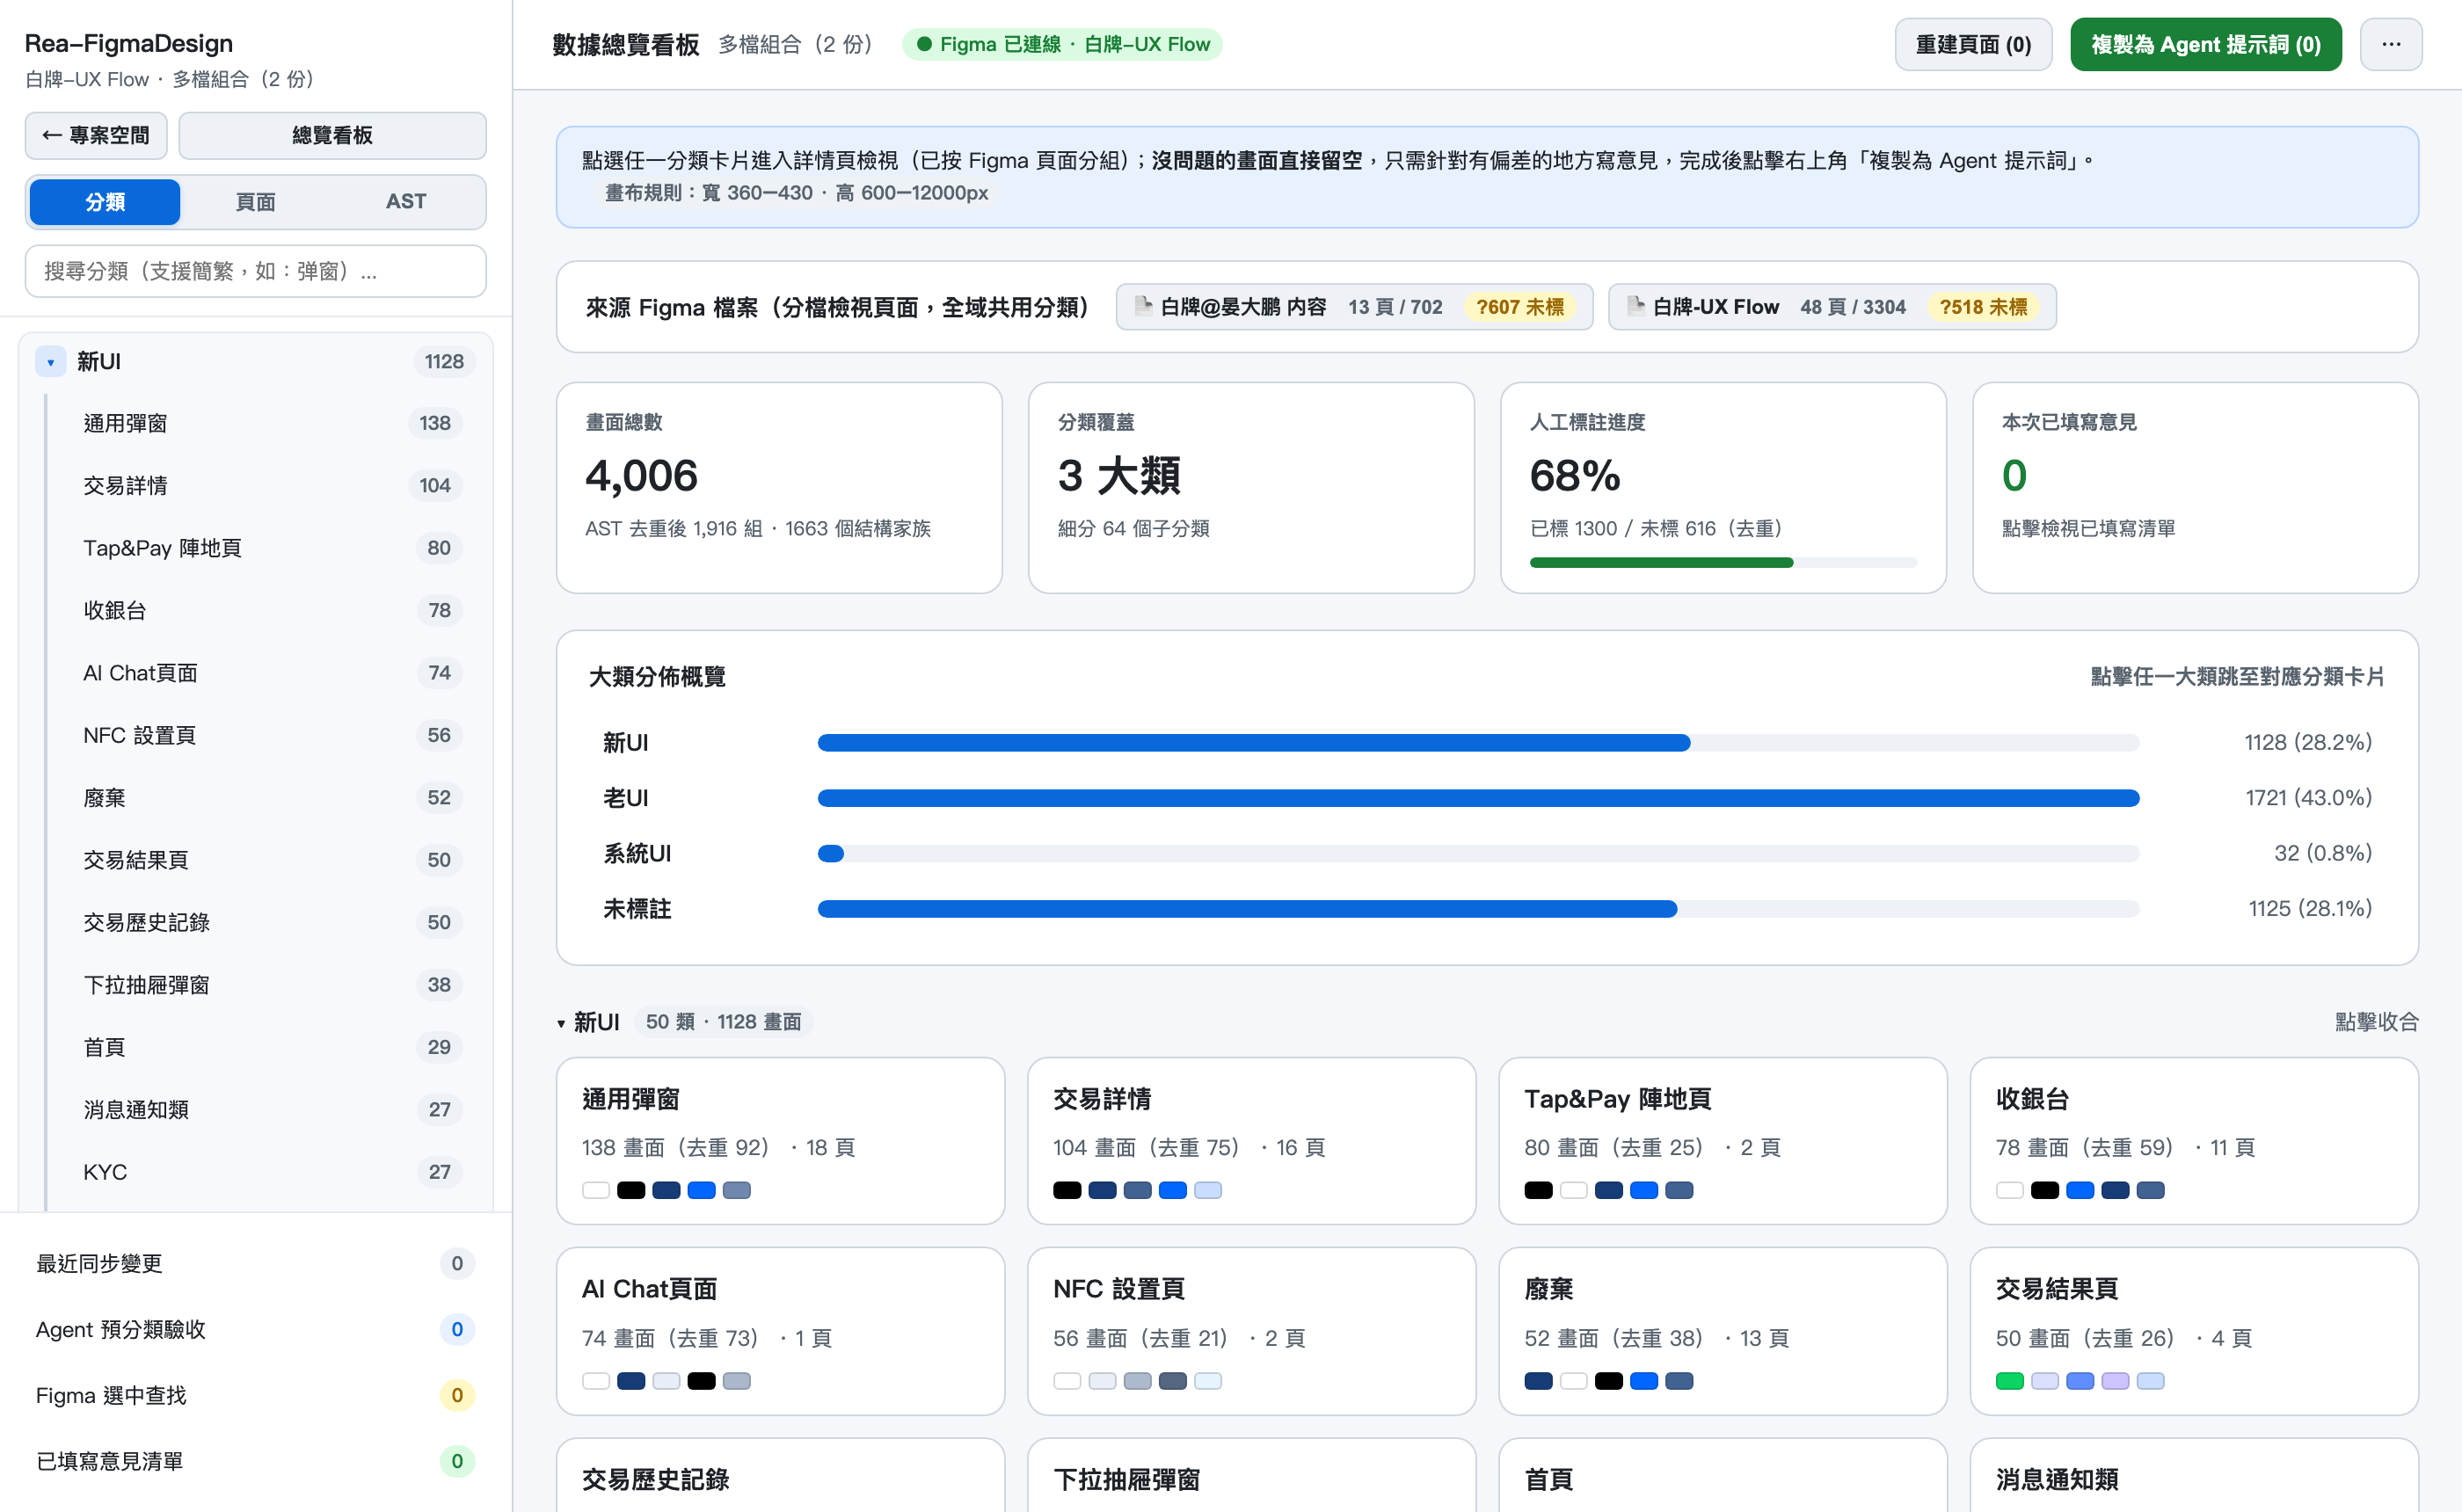 Rea-FigmaDesign
白牌-UX Flow · 多檔組合（2 份）
← 專案空間
總覽看板
分類
頁面
AST
搜尋分類（支援簡繁，如：弹窗）...
▾ 新UI 1128
通用彈窗 138
交易詳情 104
Tap&Pay 陣地頁 80
收銀台 78
AI Chat頁面 74
NFC 設置頁 56
廢棄 52
交易結果頁 50
交易歷史記錄 50
下拉抽屜彈窗 38
首頁 29
消息通知類 27
KYC 27
最近同步變更 0
Agent 預分類驗收 0
Figma 選中查找 0
已填寫意見清單 0
數據總覽看板 多檔組合（2 份）
Figma 已連線 · 白牌-UX Flow
重建頁面 (0)
複製為 Agent 提示詞 (0)
···
點選任一分類卡片進入詳情頁檢視（已按 Figma 頁面分組）；沒問題的畫面直接留空，只需針對有偏差的地方寫意見，完成後點擊右上角「複製為 Agent 提示詞」。
畫布規則：寬 360–430 · 高 600–12000px
來源 Figma 檔案（分檔檢視頁面，全域共用分類）
白牌@晏大鹏 内容 13 頁 / 702 ?607 未標
白牌-UX Flow 48 頁 / 3304 ?518 未標
畫面總數
4,006
AST 去重後 1,916 組 · 1663 個結構家族
分類覆蓋
3 大類
細分 64 個子分類
人工標註進度
68%
已標 1300 / 未標 616（去重）
本次已填寫意見
0
點擊檢視已填寫清單
大類分佈概覽
點擊任一大類跳至對應分類卡片
新UI 1128 (28.2%)
老UI 1721 (43.0%)
系統UI 32 (0.8%)
未標註 1125 (28.1%)
▾ 新UI 50 類 · 1128 畫面
點擊收合
通用彈窗
138 畫面（去重 92） · 18 頁
交易詳情
104 畫面（去重 75） · 16 頁
Tap&Pay 陣地頁
80 畫面（去重 25） · 2 頁
收銀台
78 畫面（去重 59） · 11 頁
AI Chat頁面
74 畫面（去重 73） · 1 頁
NFC 設置頁
56 畫面（去重 21） · 2 頁
廢棄
52 畫面（去重 38） · 13 頁
交易結果頁
50 畫面（去重 26） · 4 頁
交易歷史記錄
下拉抽屜彈窗
首頁
消息通知類